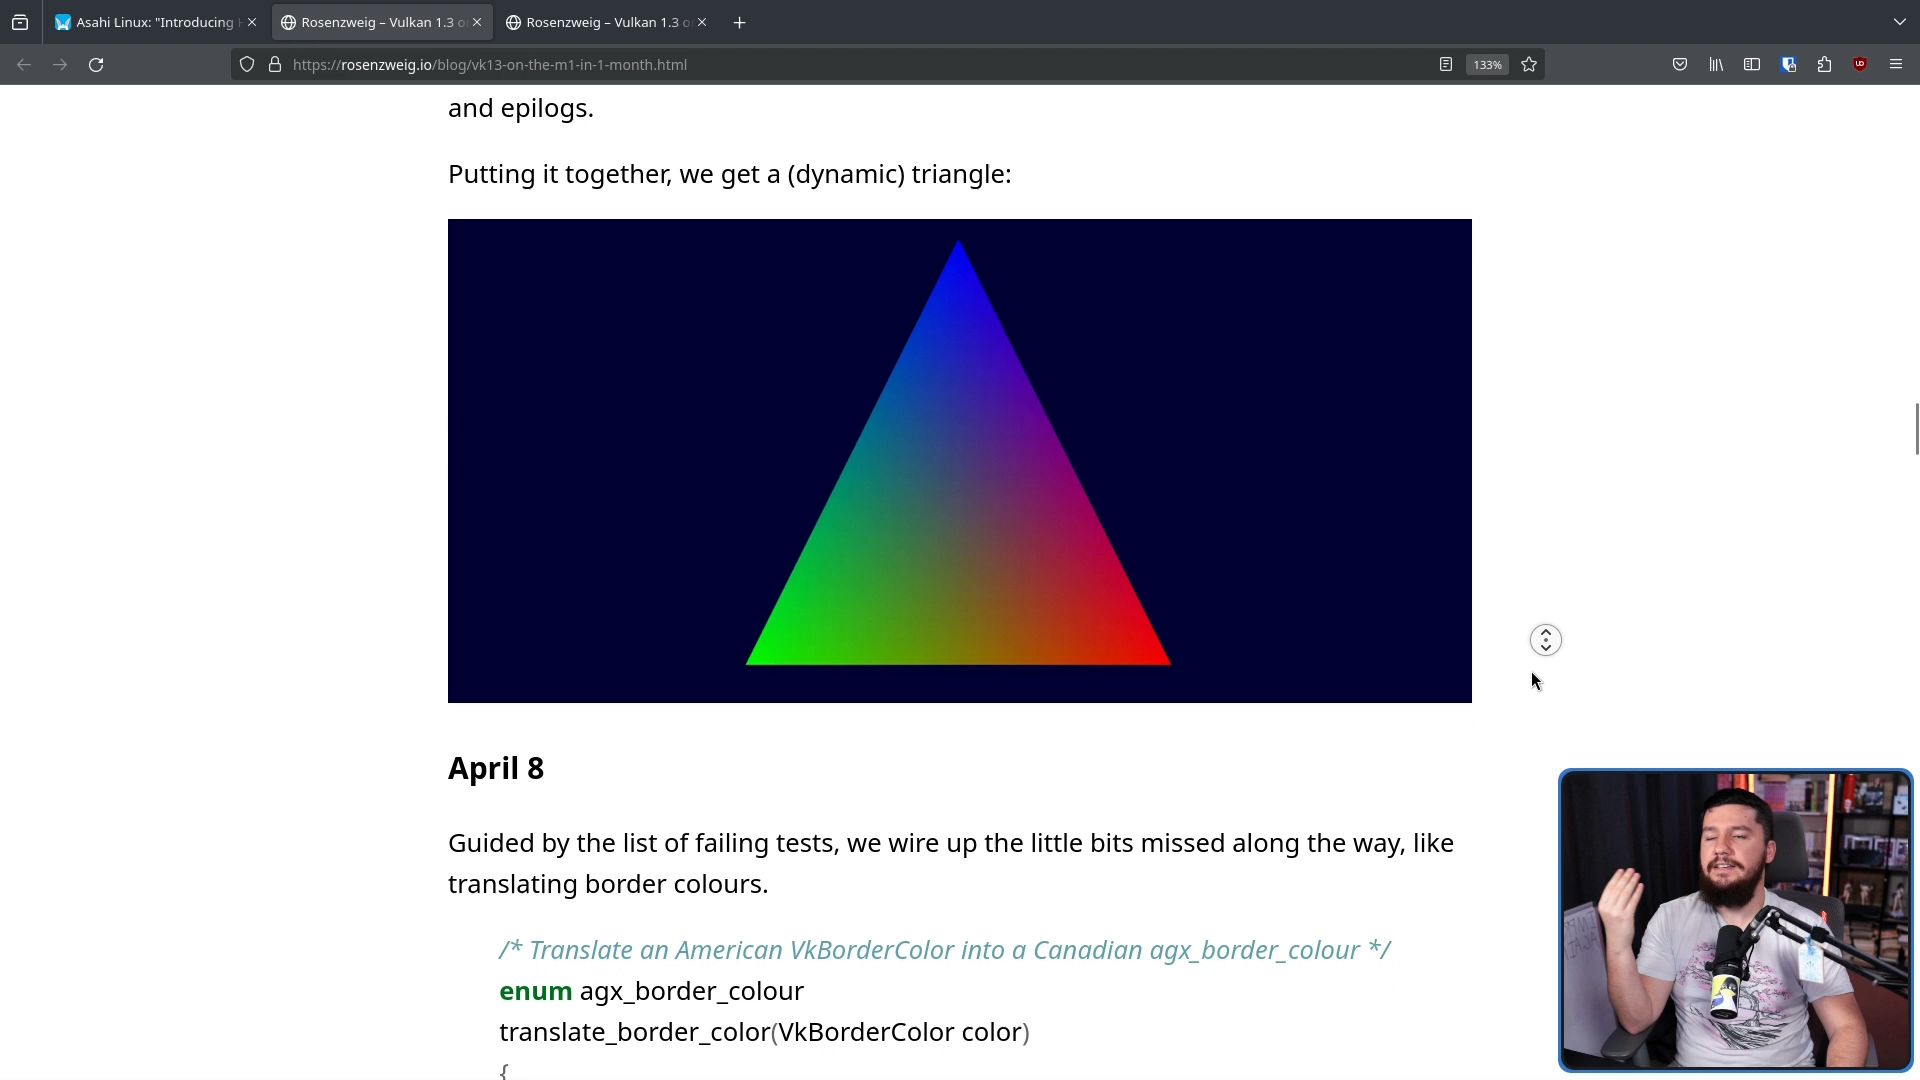 Asahi Linux: "Introducing
Rosenzweig – Vulkan 1.3 o
Rosenzweig – Vulkan 1.3 o
https://rosenzweig.io/blog/vk13-on-the-m1-in-1-month.html
133%
and epilogs.
Putting it together, we get a (dynamic) triangle:
April 8
Guided by the list of failing tests, we wire up the little bits missed along the way, like
translating border colours.
/* Translate an American VkBorderColor into a Canadian agx_border_colour */
enum agx_border_colour
translate_border_color(VkBorderColor color)
{